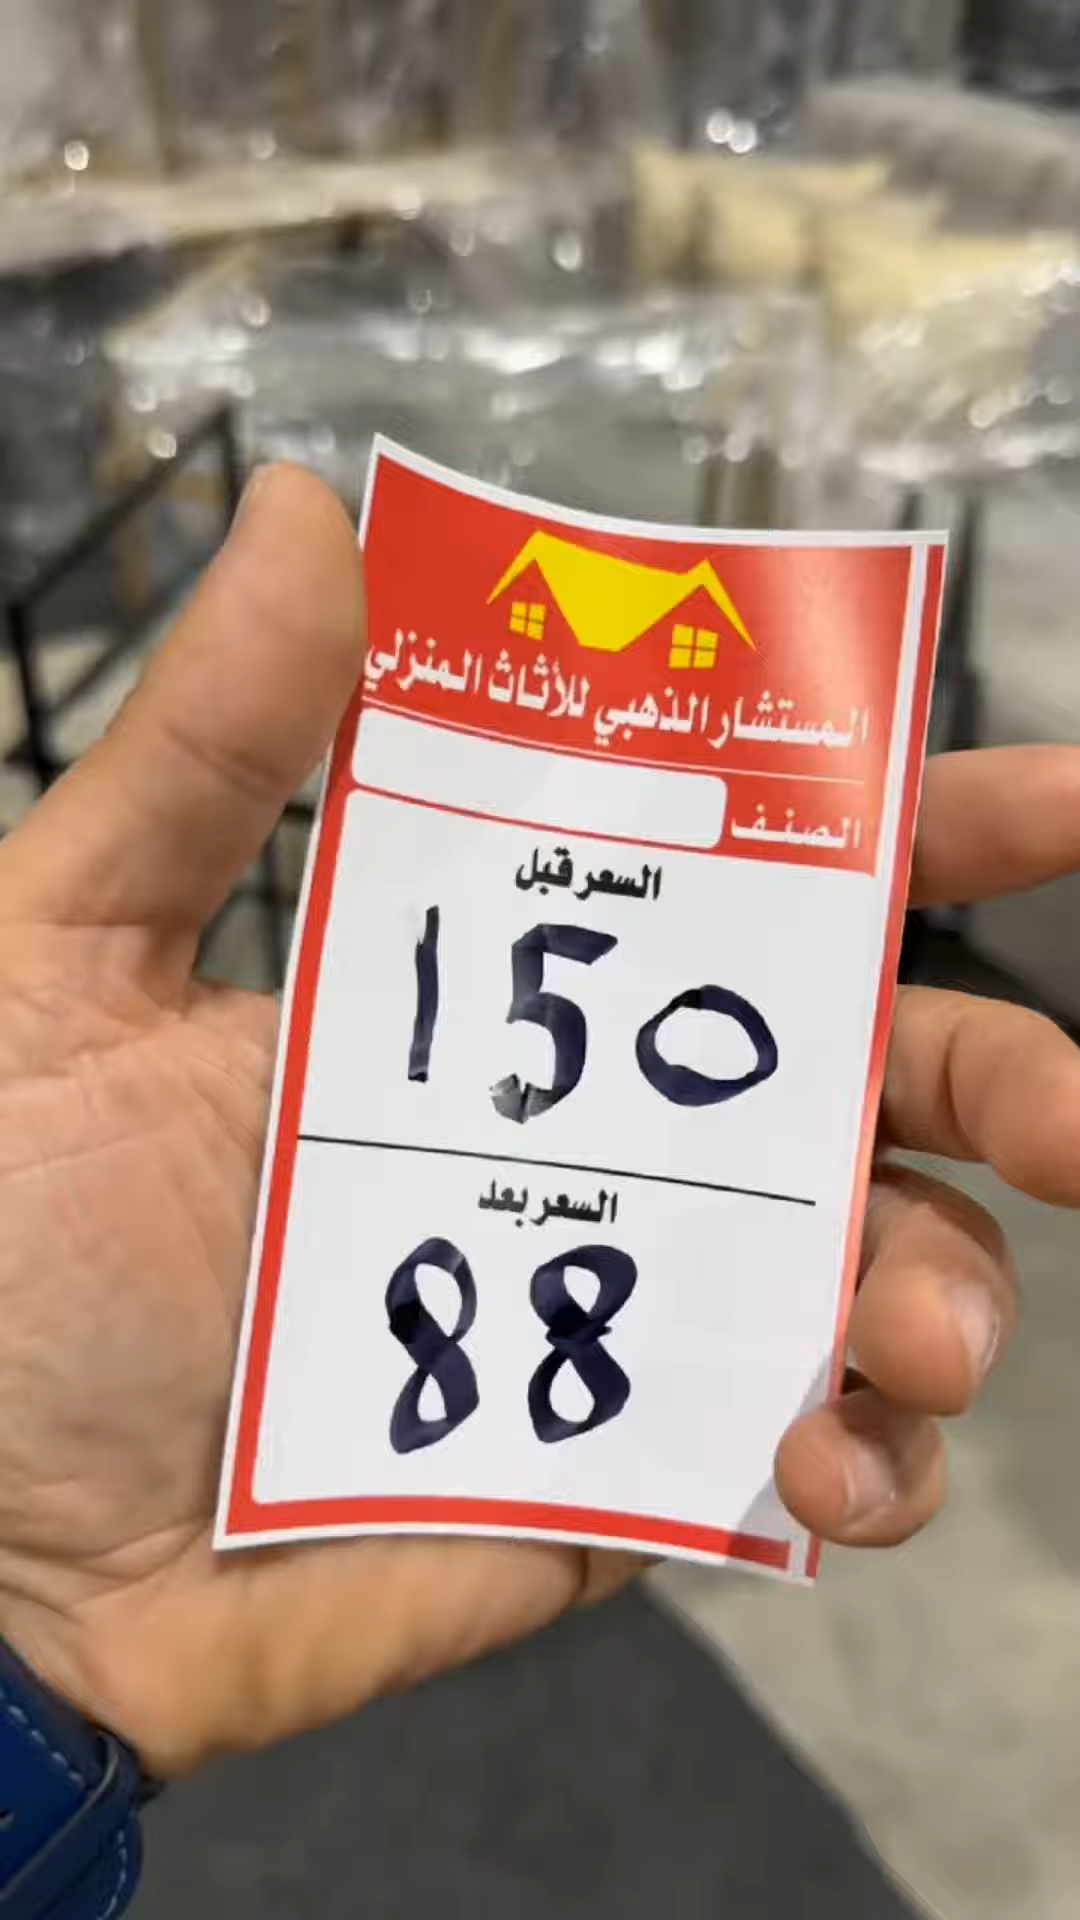 المستشار الذهبي للأثاث المنزلي
الصنف
السعر قبل
150
السعر بعد
88